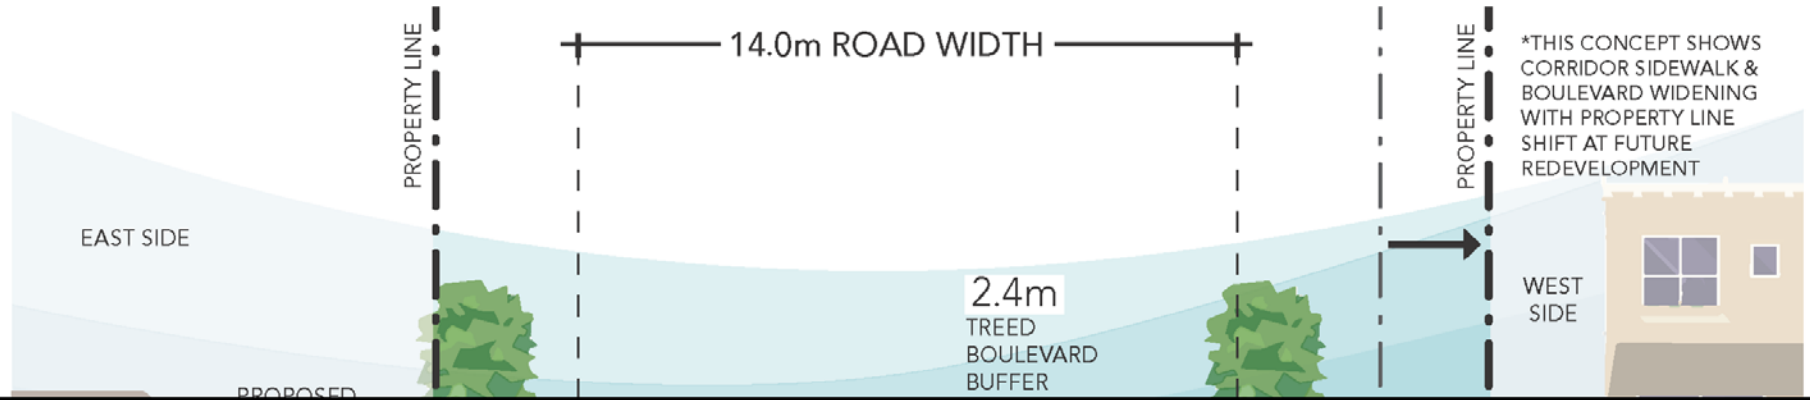 PROPERTY LINE
14.0m ROAD WIDTH
PROPERTY LINE
*THIS CONCEPT SHOWS
CORRIDOR SIDEWALK &
BOULEVARD WIDENING
WITH PROPERTY LINE
SHIFT AT FUTURE
REDEVELOPMENT
EAST SIDE
2.4m
TREED
BOULEVARD
BUFFER
WEST
SIDE
PROPOSED